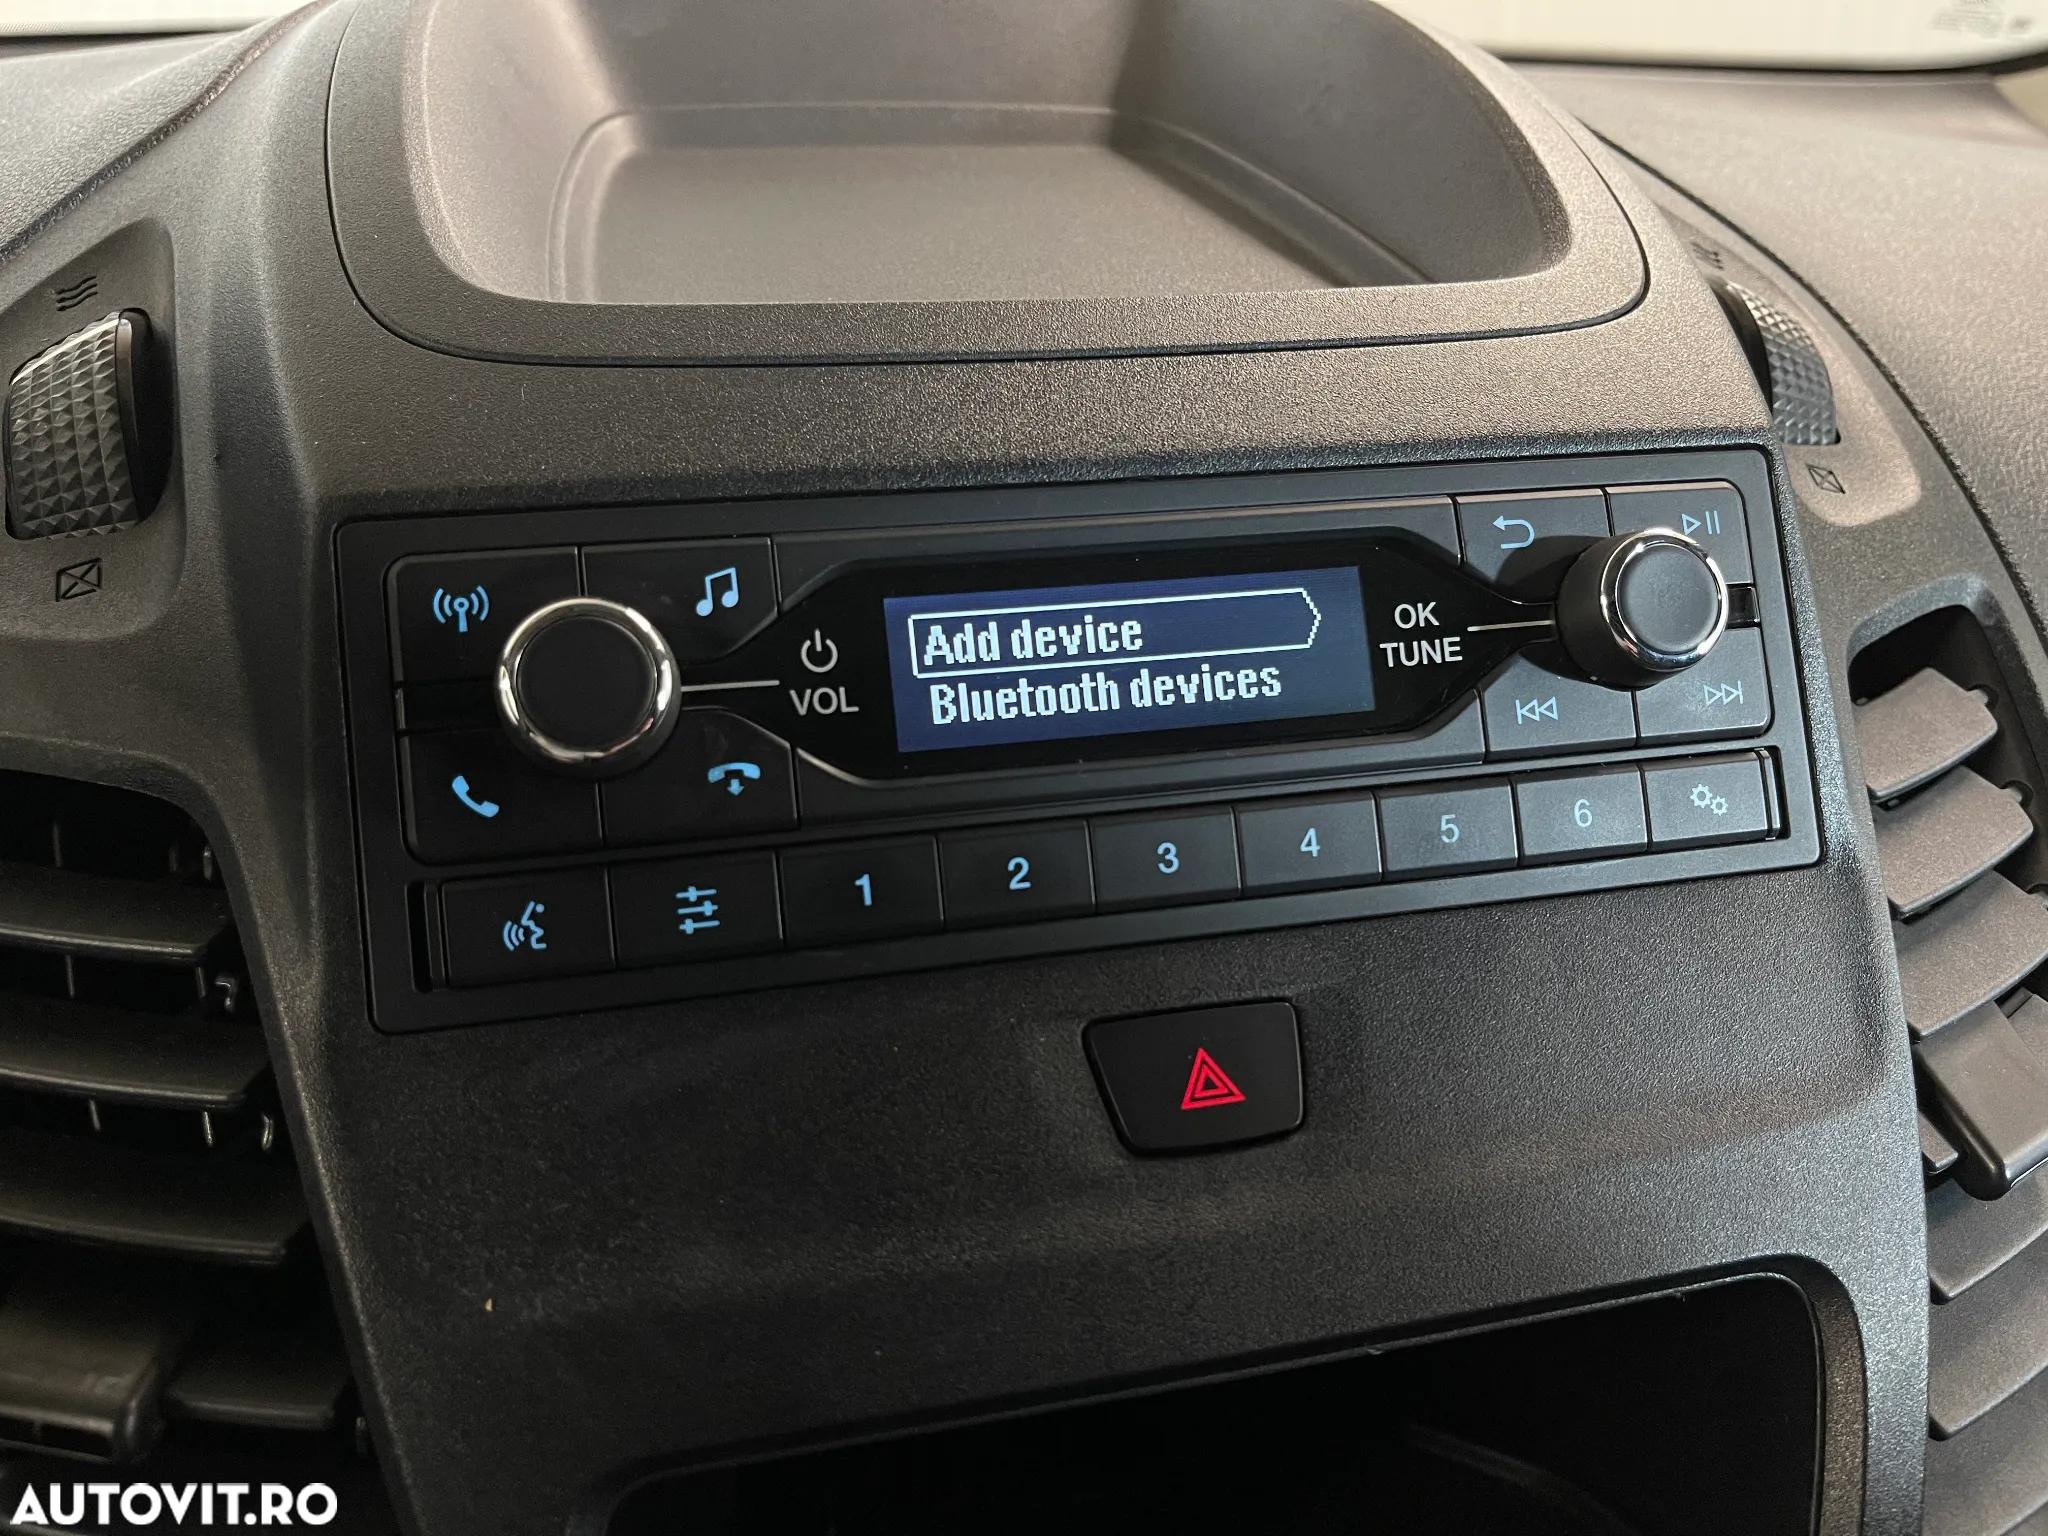 Add device
Bluetooth devices
VOL
OK
TUNE
1 2 3 4 5 6
AUTOVIT.RO